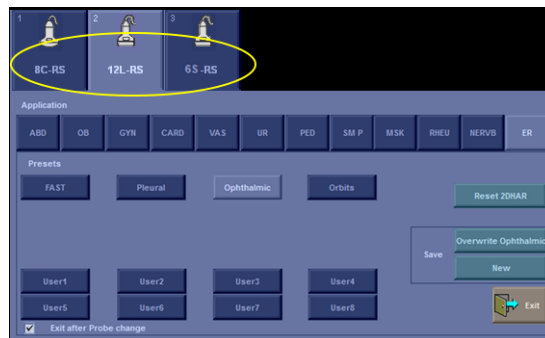 1 2 3
8C-RS 12L-RS 6S-RS
Application
ABD OB GYN CARD VAS UR PED SM P MSK RHEU NERVB ER
Presets
FAST Pleural Ophthalmic Orbits
Reset 2DHAR
Overwrite Ophthalmic
Save
New
User1 User2 User3 User4
User5 User6 User7 User8
Exit
Exit after Probe change